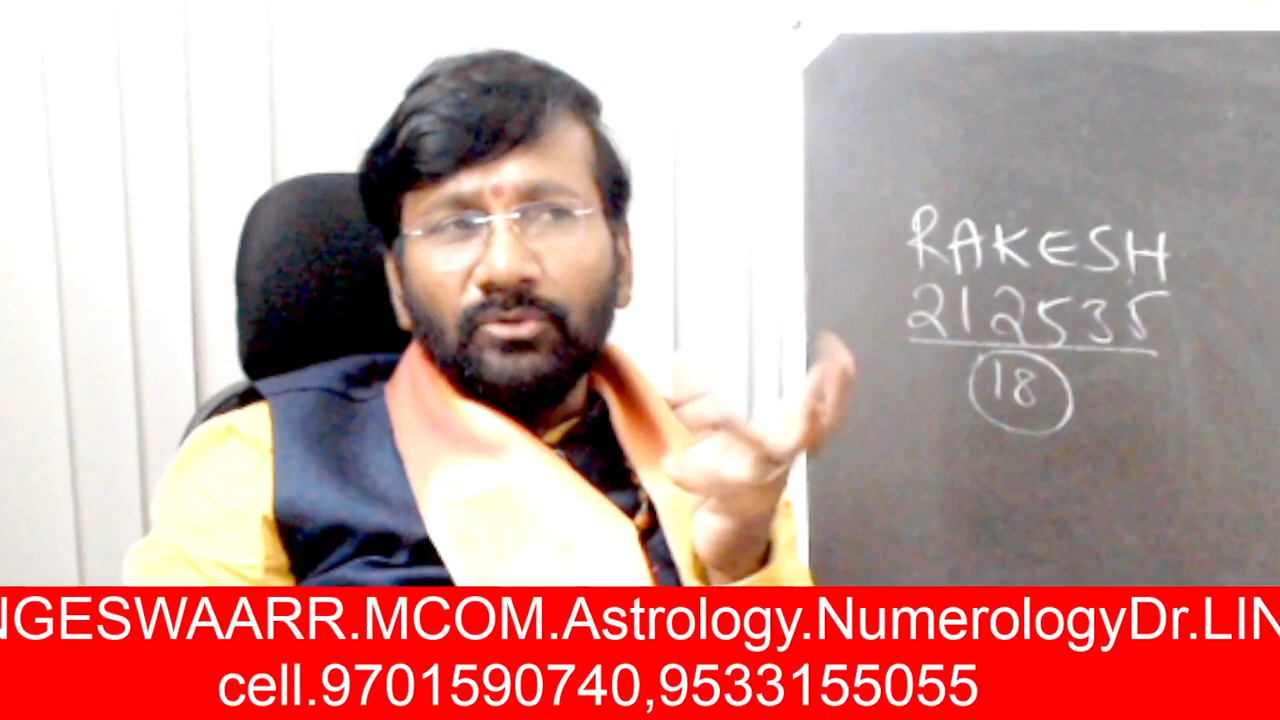 RAKESH
212535
18
NGESWAARR.MCOM.Astrology.NumerologyDr.LIN
cell.9701590740,9533155055